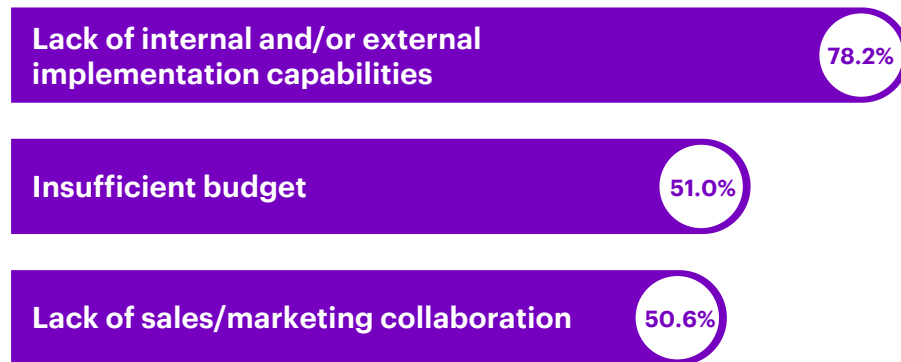 Lack of internal and/or external
implementation capabilities
78.2%
Insufficient budget
51.0%
Lack of sales/marketing collaboration
50.6%